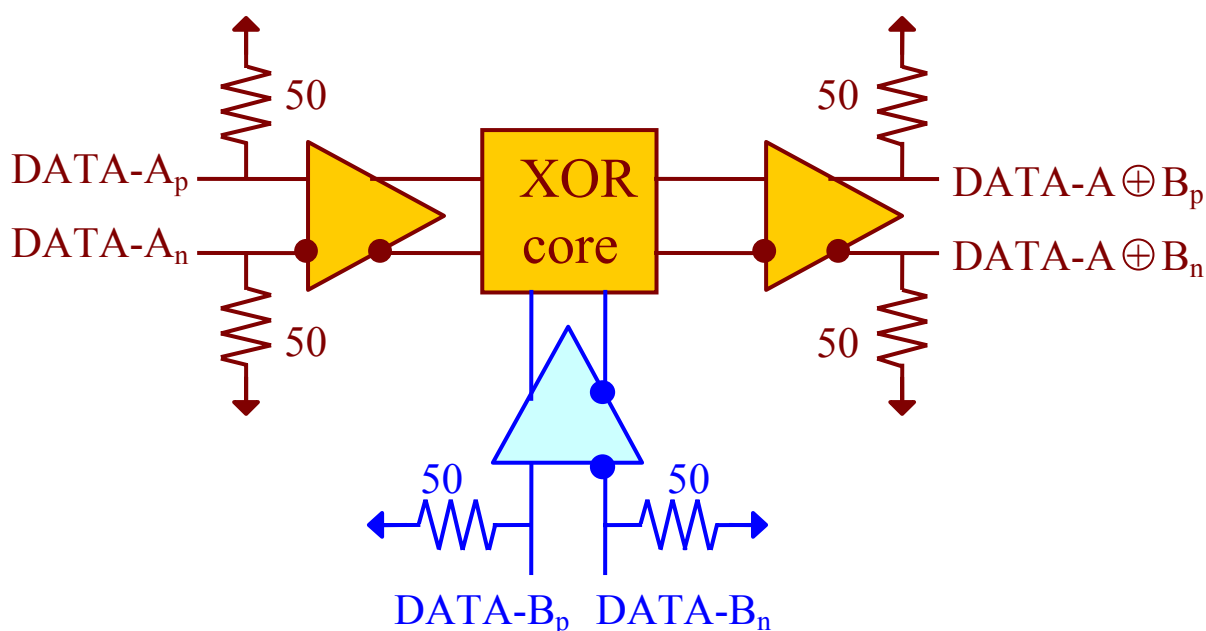 50
50
DATA-Aₚ
XOR
DATA-A⊕Bₚ
DATA-Aₙ
core
DATA-A⊕Bₙ
50
50
50
50
DATA-Bₚ
DATA-Bₙ